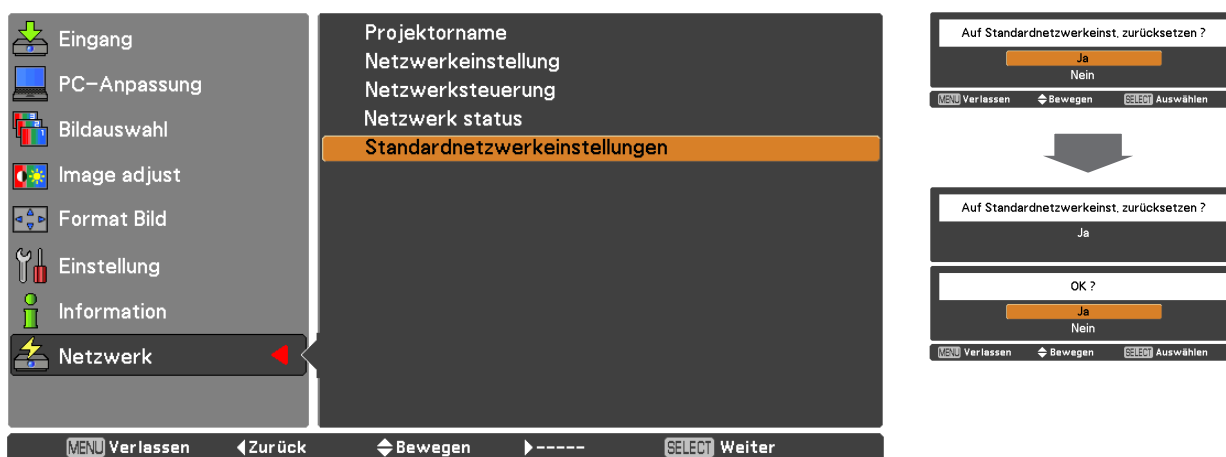 Eingang
PC-Anpassung
Bildauswahl
Image adjust
Format Bild
Einstellung
Information
Netzwerk
Projektorname
Netzwerkeinstellung
Netzwerksteuerung
Netzwerk status
Standardnetzwerkeinstellungen
MENU Verlassen Zurück Bewegen ----- SELECT Weiter
Auf Standardnetzwerkeinst. zurücksetzen ?
Ja
Nein
MENU Verlassen Bewegen SELECT Auswählen
Auf Standardnetzwerkeinst. zurücksetzen ?
Ja
OK ?
Ja
Nein
MENU Verlassen Bewegen SELECT Auswählen